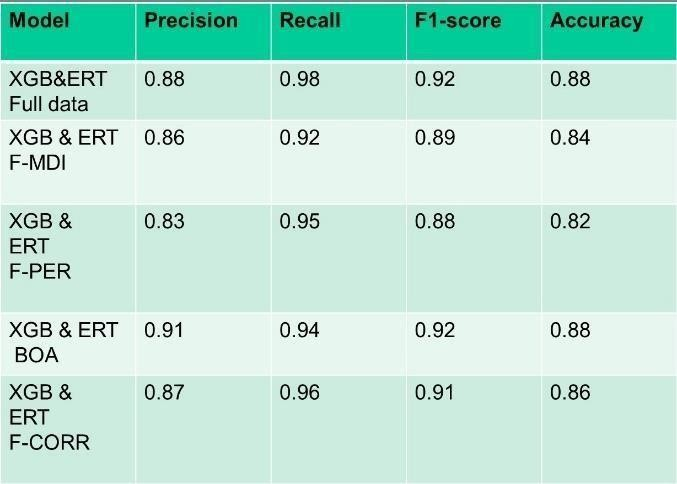 Model Precision Recall F1-score Accuracy
XGB&ERT 0.88 0.98 0.92 0.88
Full data
XGB & ERT 0.86 0.92 0.89 0.84
F-MDI
XGB & 0.83 0.95 0.88 0.82
ERT
F-PER
XGB & ERT 0.91 0.94 0.92 0.88
BOA
XGB & 0.87 0.96 0.91 0.86
ERT
F-CORR